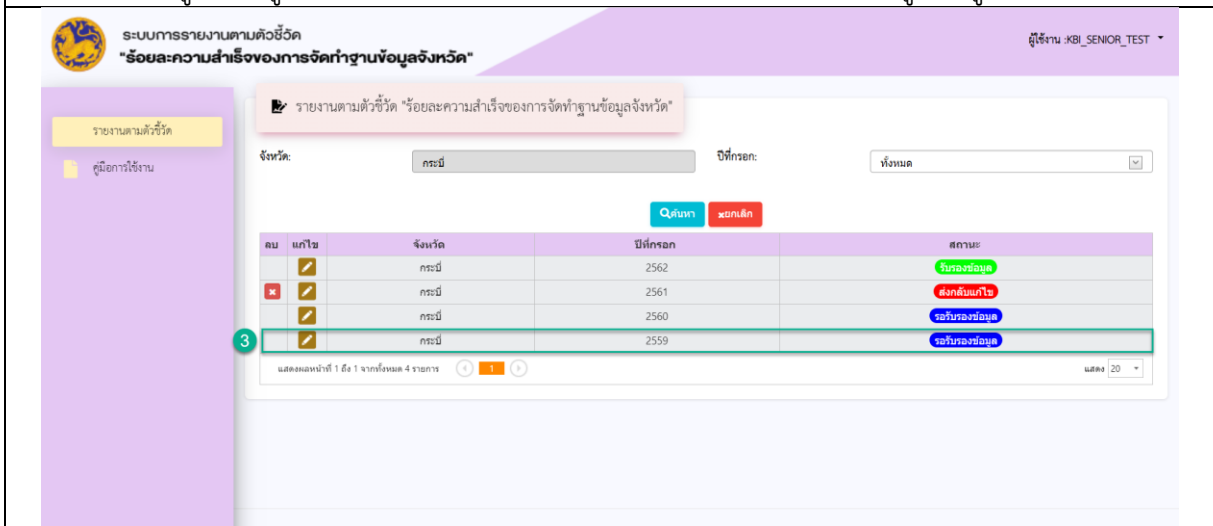 ระบบการรายงานตามตัวชี้วัด
"ร้อยละความสำเร็จของการจัดทำฐานข้อมูลจังหวัด"
ผู้ใช้งาน :KBI_SENIOR_TEST
รายงานตามตัวชี้วัด "ร้อยละความสำเร็จของการจัดทำฐานข้อมูลจังหวัด"
รายงานตามตัวชี้วัด
คู่มือการใช้งาน
จังหวัด: กระบี่ ปีที่กรอก: ทั้งหมด
ค้นหา ยกเลิก
ลบ แก้ไข จังหวัด ปีที่กรอก สถานะ
กระบี่ 2562 รับรองข้อมูล
กระบี่ 2561 ส่งกลับแก้ไข
กระบี่ 2560 รอรับรองข้อมูล
3 กระบี่ 2559 รอรับรองข้อมูล
แสดงผลหน้าที่ 1 ถึง 1 จากทั้งหมด 4 รายการ 1 แสดง 20